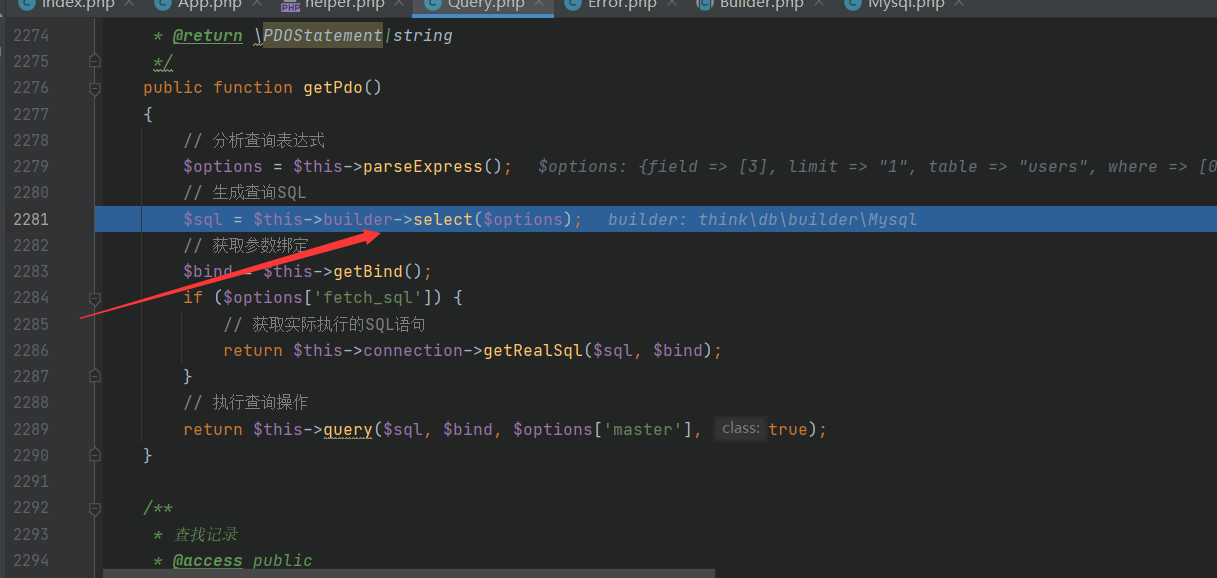 Index.php × App.php × helper.php × Query.php × Error.php × Builder.php × Mysql.php ×
2274 * @return \PDOStatement|string
2275 */
2276 public function getPdo()
2277 {
2278 // 分析查询表达式
2279 $options = $this->parseExpress(); $options: {field => [3], limit => "1", table => "users", where => [0
2280 // 生成查询SQL
2281 $sql = $this->builder->select($options); builder: think\db\builder\Mysql
2282 // 获取参数绑定
2283 $bind = $this->getBind();
2284 if ($options['fetch_sql']) {
2285 // 获取实际执行的SQL语句
2286 return $this->connection->getRealSql($sql, $bind);
2287 }
2288 // 执行查询操作
2289 return $this->query($sql, $bind, $options['master'], class: true);
2290 }
2291
2292 /**
2293 * 查找记录
2294 * @access public